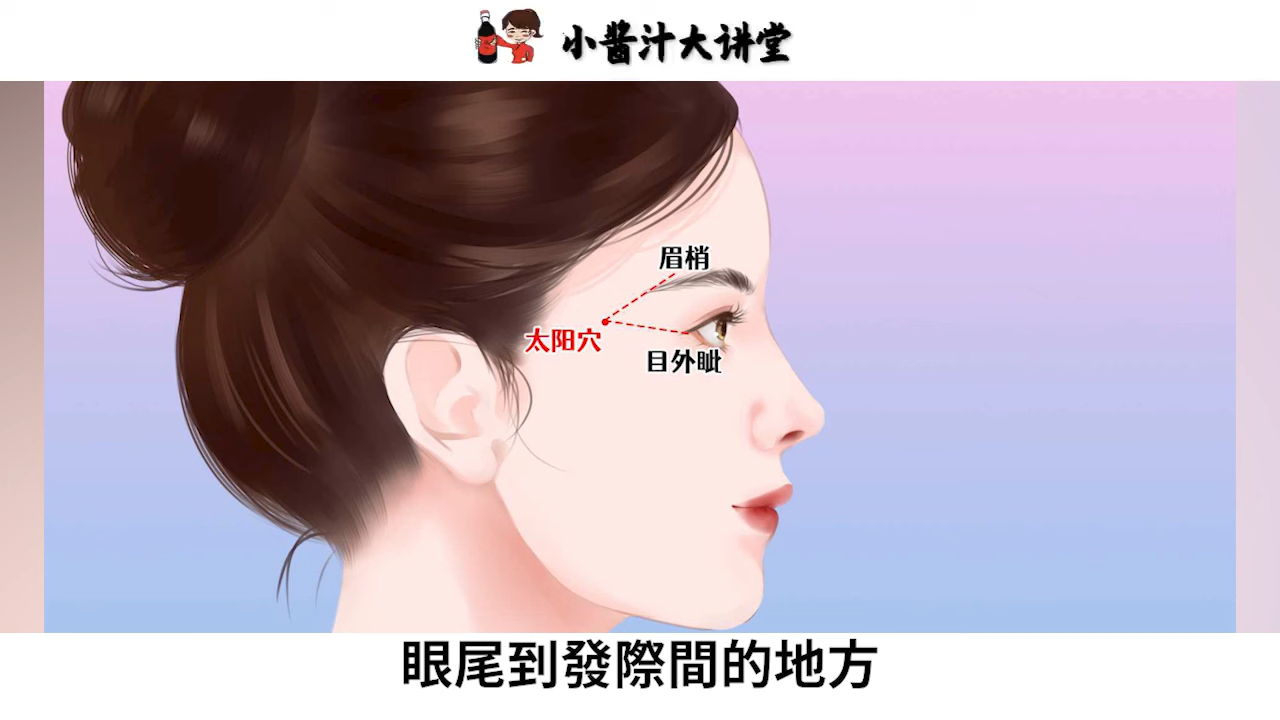 小酱汁大讲堂
眉梢
太阳穴
目外眦
眼尾到發際間的地方